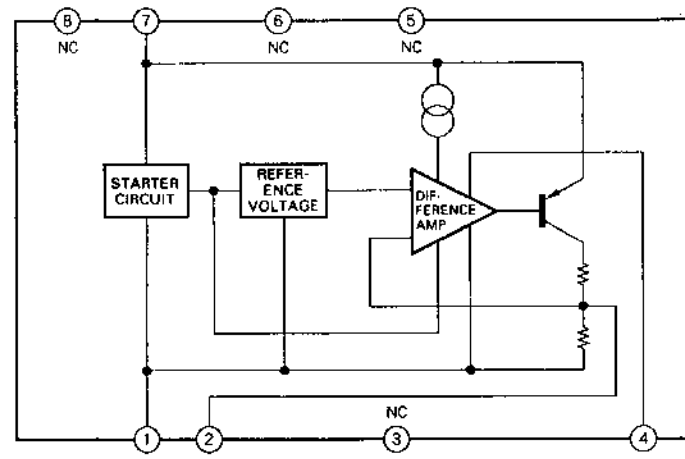 8 7 6 5
NC NC NC
STARTER
CIRCUIT
REFER-
ENCE
VOLTAGE
DIF-
FERENCE
AMP
NC
1 2 3 4